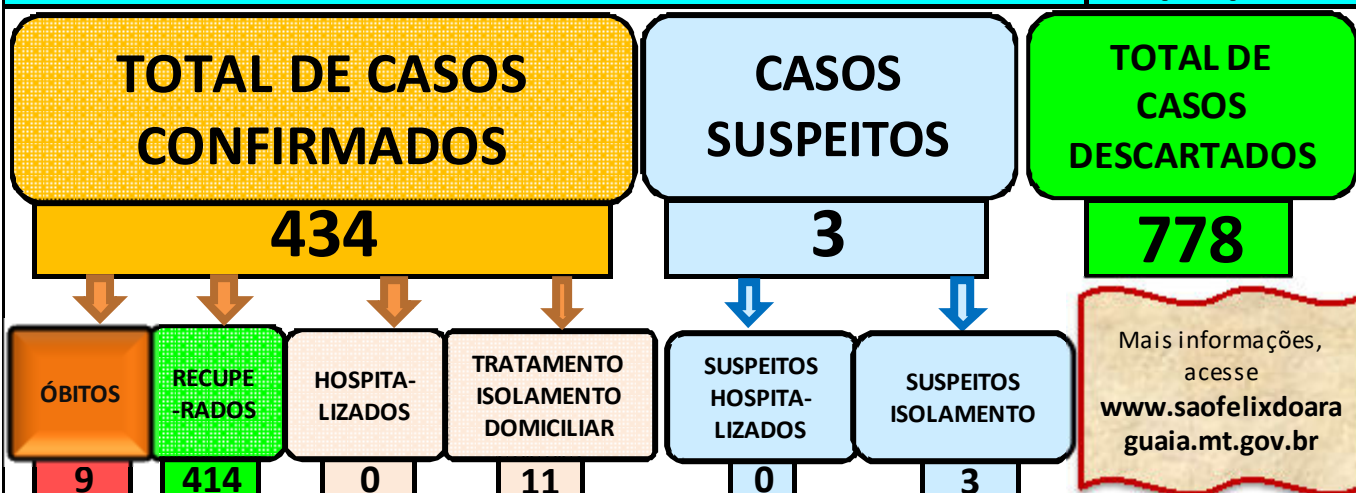 TOTAL DE CASOS
CONFIRMADOS
434
CASOS
SUSPEITOS
3
TOTAL DE
CASOS
DESCARTADOS
778
ÓBITOS
9
RECUPE
-RADOS
414
HOSPITA-
LIZADOS
0
TRATAMENTO
ISOLAMENTO
DOMICILIAR
11
SUSPEITOS
HOSPITA-
LIZADOS
0
SUSPEITOS
ISOLAMENTO
3
Mais informações,
acesse
www.saofelixdoara
guaia.mt.gov.br